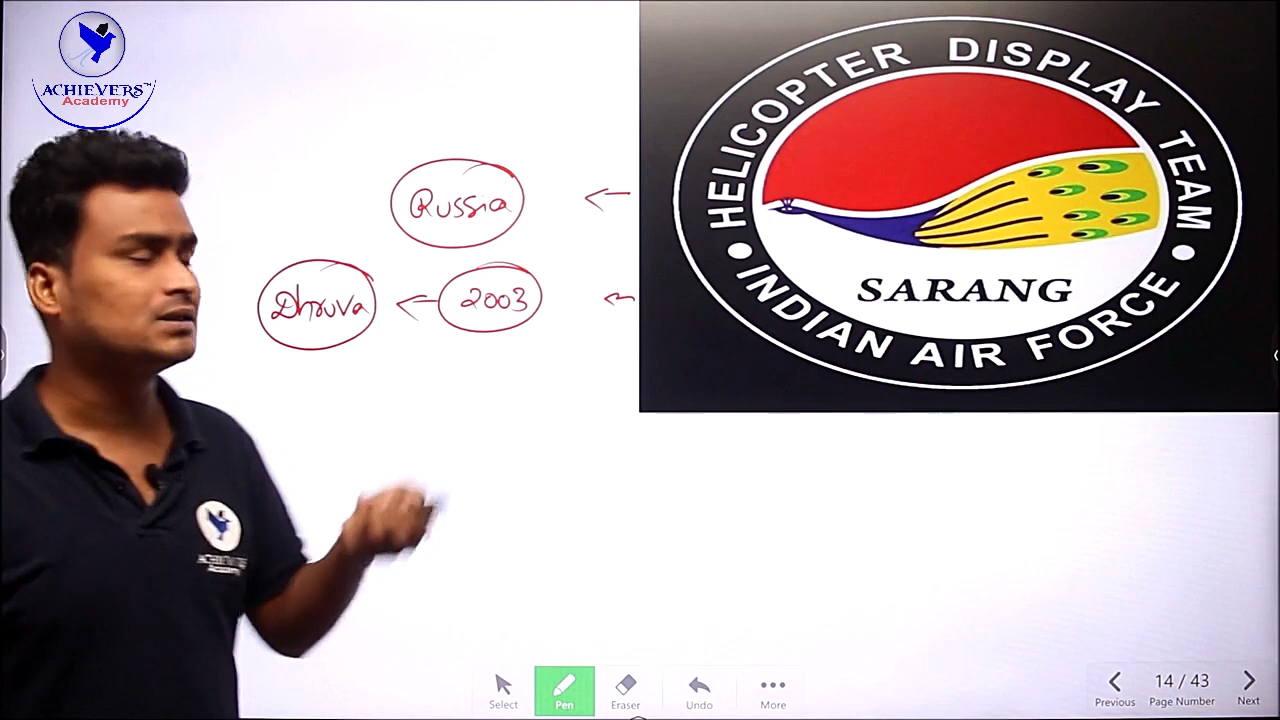 ACHIEVERS™
Academy
HELICOPTER DISPLAY TEAM
SARANG
• INDIAN AIR FORCE •
Russia
Dhruva
2003
Academy
Select
Pen
Eraser
Undo
More
Previous
14 / 43
Page Number
Next